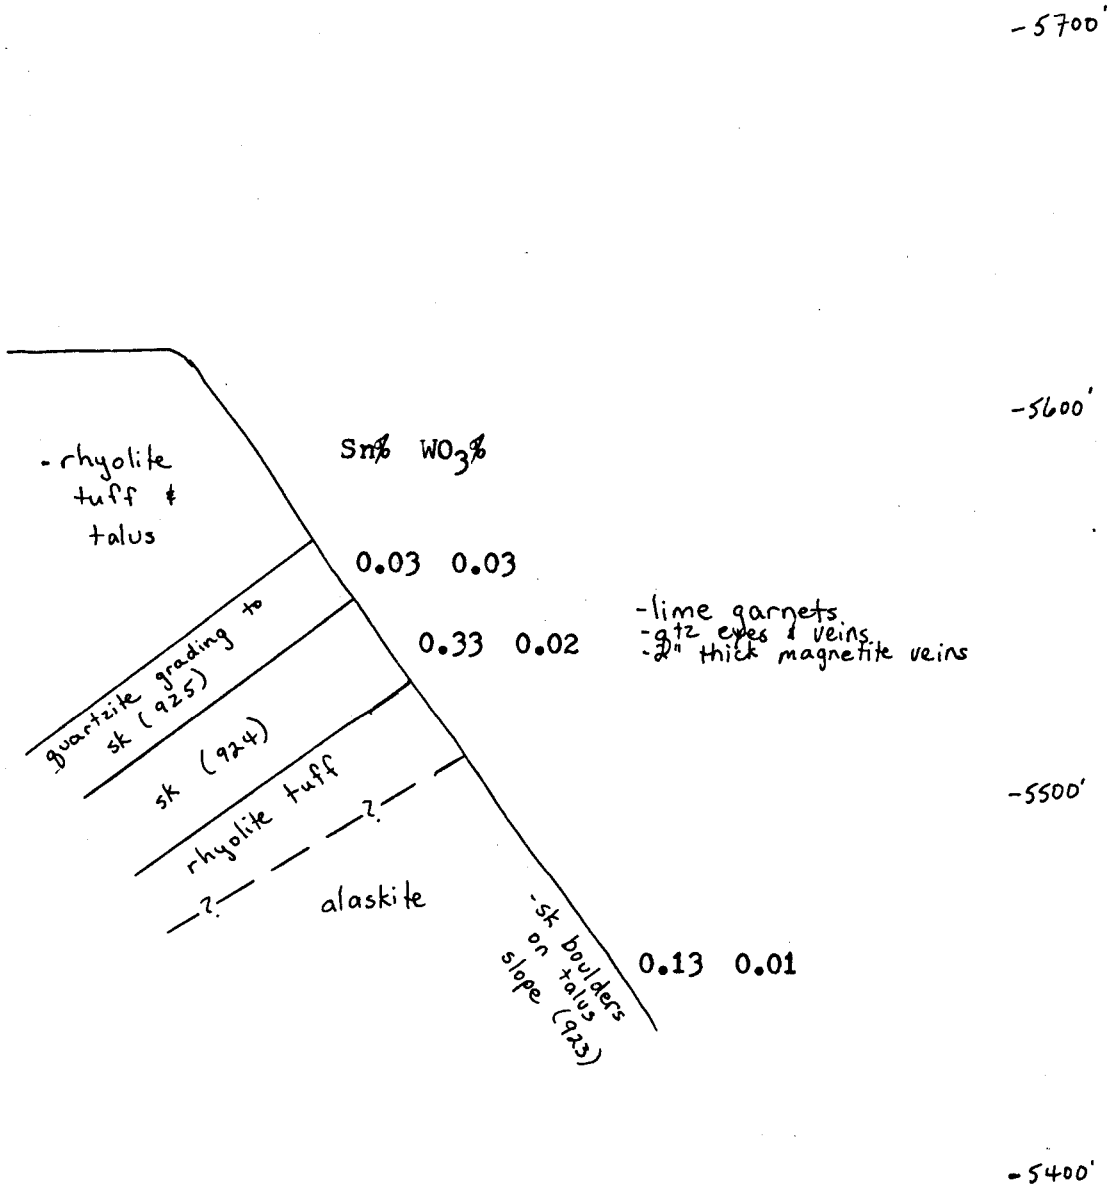 -5700'
-5600'
- rhyolite
tuff &
talus
Sn% WO3%
0.03 0.03
-quartzite grading to
sk (925)
0.33 0.02
-lime garnets
-qtz eyes & veins
-2" thick magnetite veins
sk (924)
rhyolite tuff
-5500'
?
?
alaskite
-sk boulders
on talus
slope (923)
0.13 0.01
-5400'